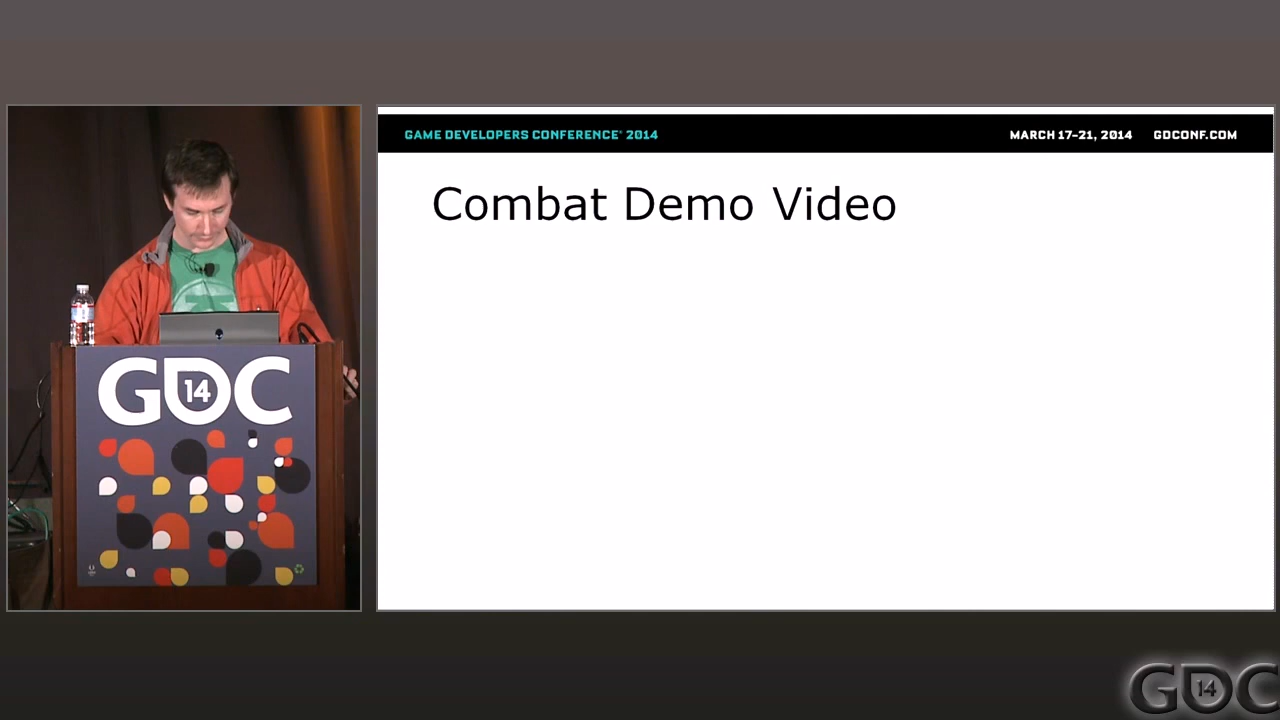 GAME DEVELOPERS CONFERENCE® 2014
MARCH 17-21, 2014 GDCONF.COM
Combat Demo Video
GDC
14
GDC
14